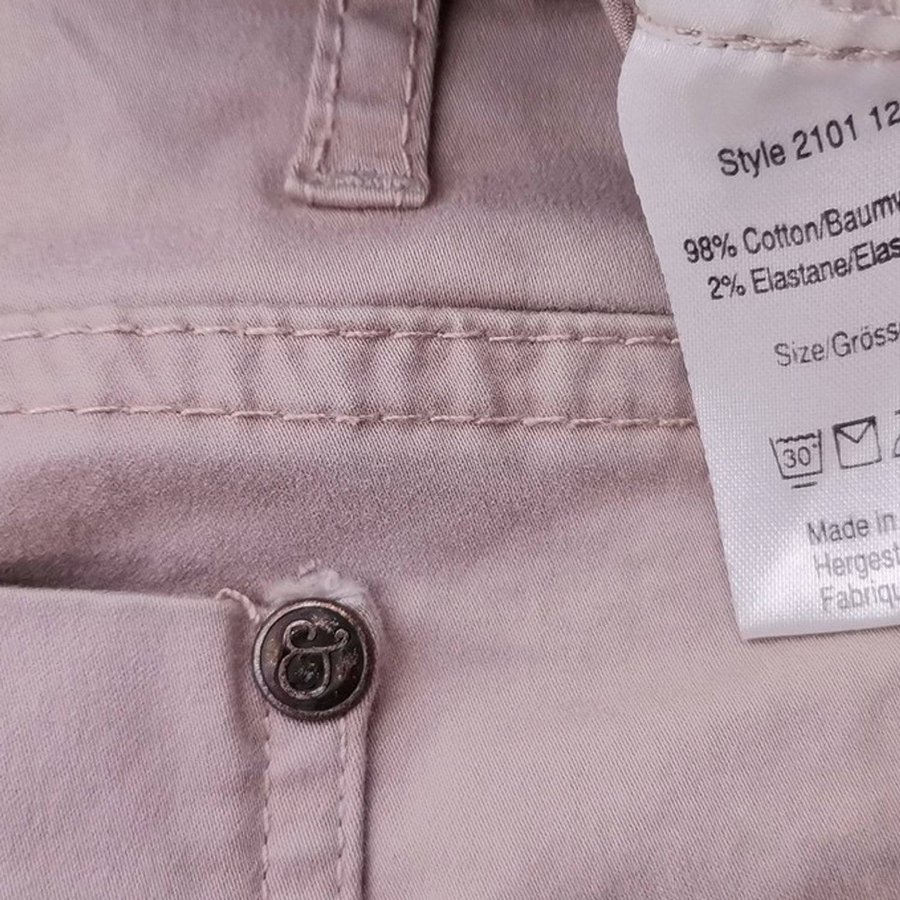 Style 2101 12
98% Cotton/Baumw
2% Elastane/Elas
Size/Grösse
30°
Made in
Hergest
Fabriqu
&